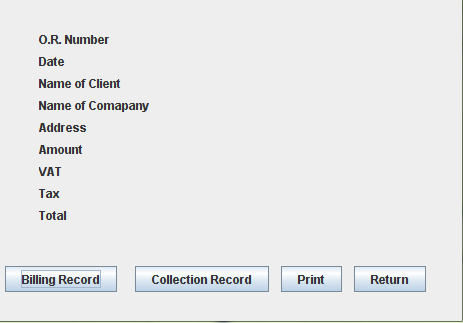 O.R. Number
Date
Name of Client
Name of Comapany
Address
Amount
VAT
Tax
Total
Billing Record Collection Record Print Return